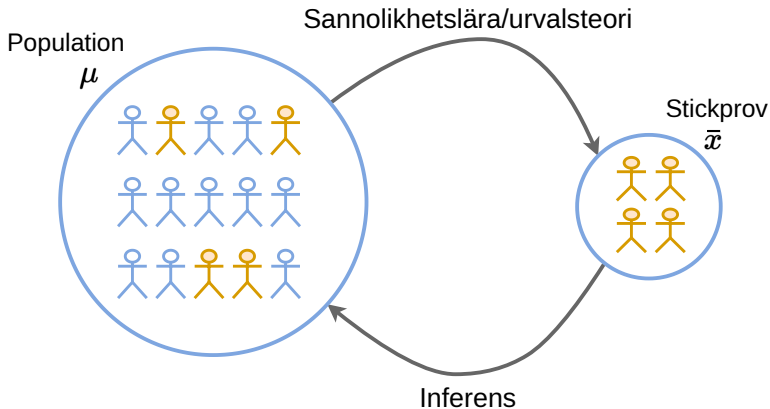 Sannolikhetslära/urvalsteori
Population
μ
Stickprov
x̄
Inferens